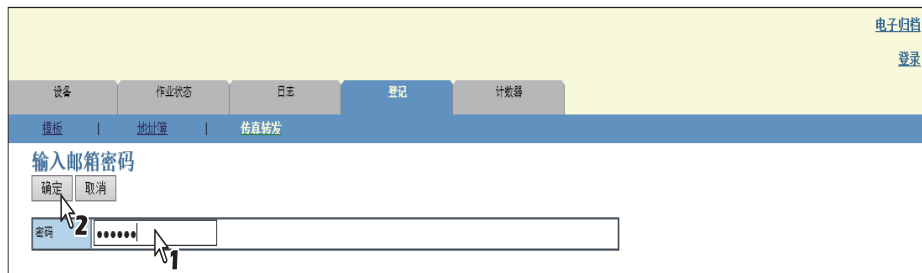 电子归档
登录
设备 作业状态 日志 登记 计数器
模板 | 地址簿 | 传真转发
输入邮箱密码
确定 取消
2
密码 ●●●●●●
1